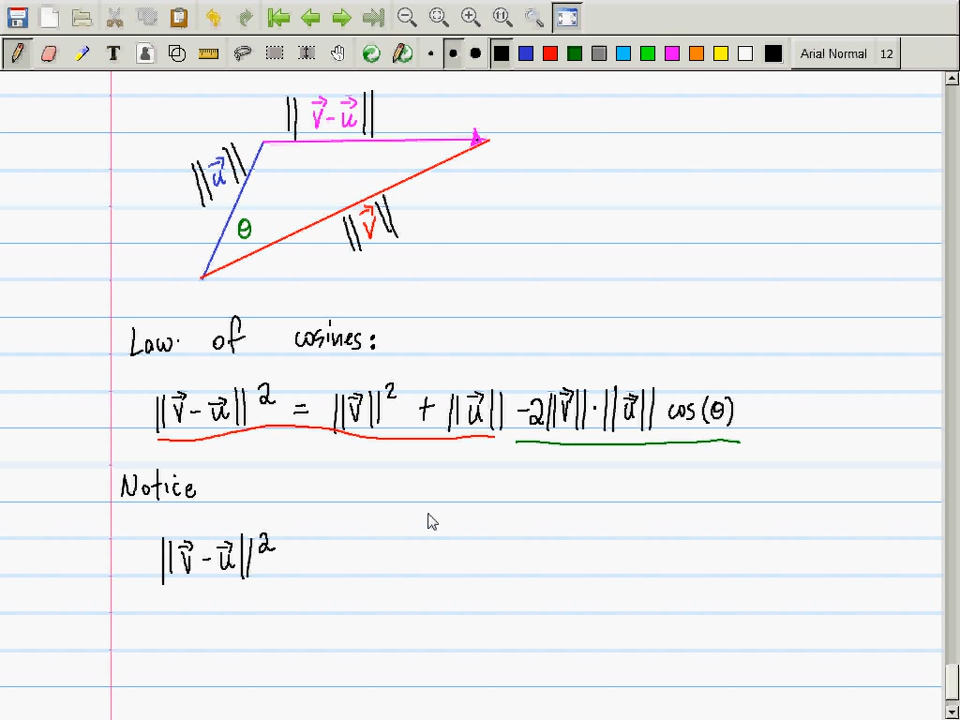 Arial Normal 12
||v⃗-u⃗||
||u⃗||
θ
||v⃗||
Law of cosines:
||v⃗-u⃗||² = ||v⃗||² + ||u⃗|| -2||v⃗||·||u⃗|| cos(θ)
Notice
||v⃗-u⃗||²